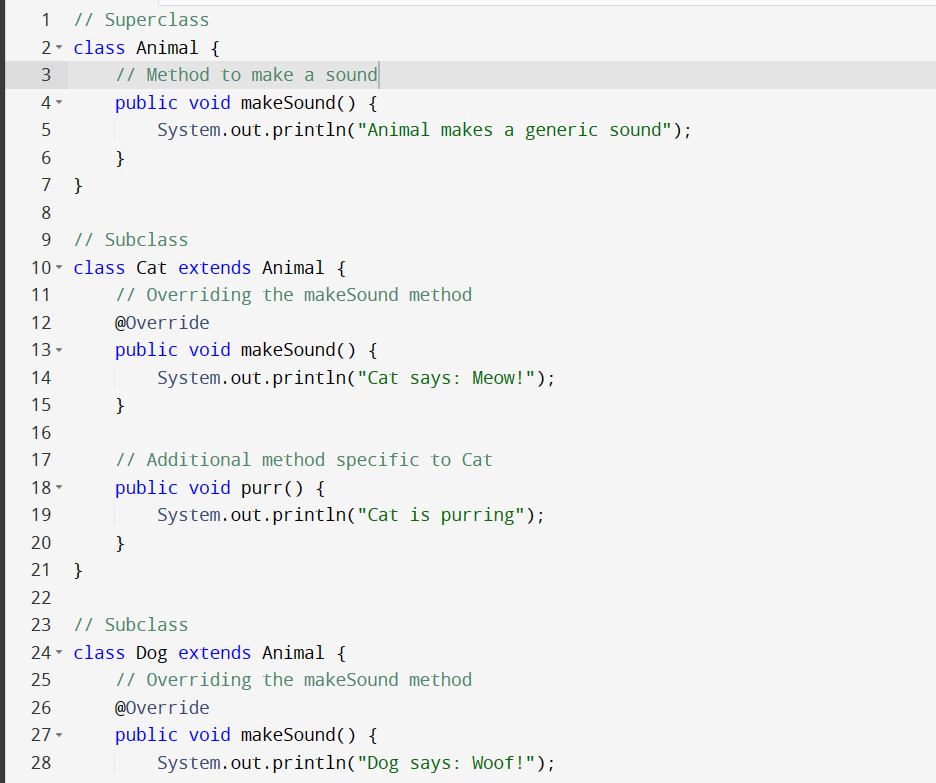 1 // Superclass
2 class Animal {
3     // Method to make a sound
4     public void makeSound() {
5         System.out.println("Animal makes a generic sound");
6     }
7 }
8
9 // Subclass
10 class Cat extends Animal {
11     // Overriding the makeSound method
12     @Override
13     public void makeSound() {
14         System.out.println("Cat says: Meow!");
15     }
16
17     // Additional method specific to Cat
18     public void purr() {
19         System.out.println("Cat is purring");
20     }
21 }
22
23 // Subclass
24 class Dog extends Animal {
25     // Overriding the makeSound method
26     @Override
27     public void makeSound() {
28         System.out.println("Dog says: Woof!");